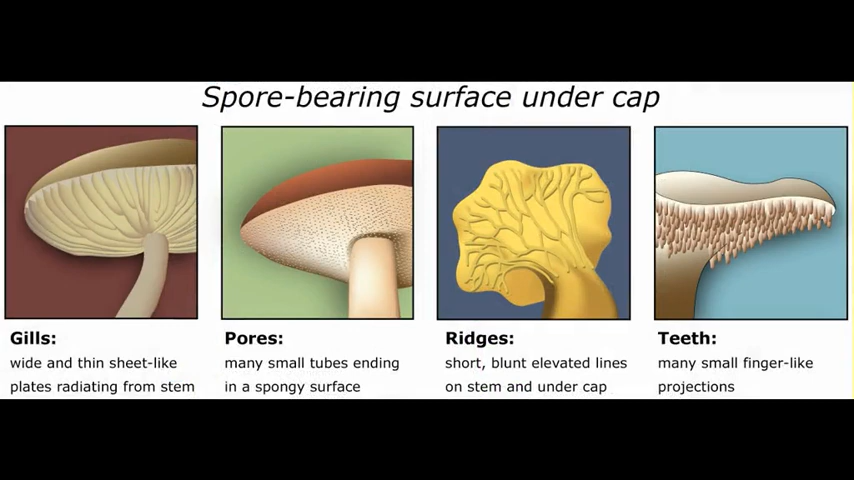 Spore-bearing surface under cap
Gills:
wide and thin sheet-like
plates radiating from stem
Pores:
many small tubes ending
in a spongy surface
Ridges:
short, blunt elevated lines
on stem and under cap
Teeth:
many small finger-like
projections